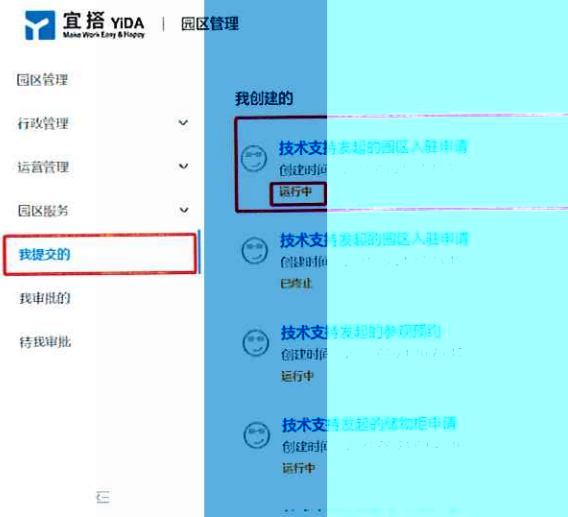 宜搭 YiDA | 园区管理
Make Work Easy & Happy
园区管理
行政管理
运营管理
园区服务
我提交的
我审批的
待我审批
我创建的
技术支持发起的园区入驻申请
创建时间
运行中
技术支持发起的园区入驻申请
创建时间
已终止
技术支持发起的参观预约
创建时间
运行中
技术支持发起的储物柜申请
创建时间
运行中